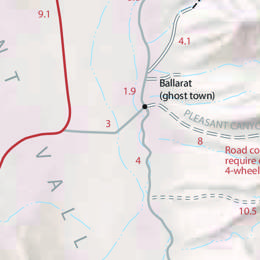 9.1
4.1
1.9
Ballarat
(ghost town)
3
PLEASANT CANYO
8
Road co
require
4-wheel
4
10.5
N T
V A L L